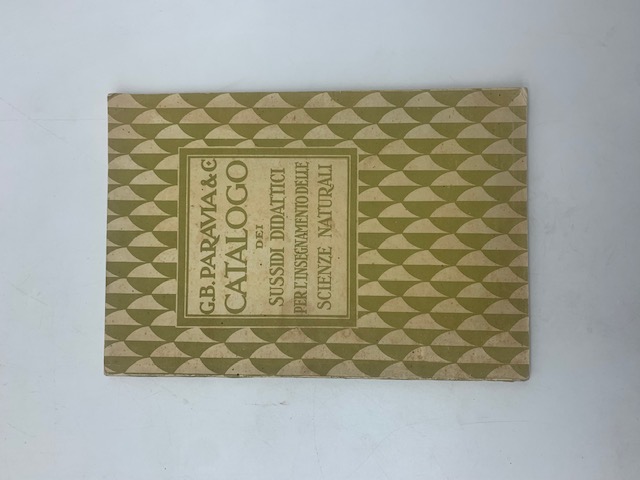 G.B. PARAVIA & C.
CATALOGO
DEI
SUSSIDI DIDATTICI
PER L'INSEGNAMENTO DELLE
SCIENZE NATURALI